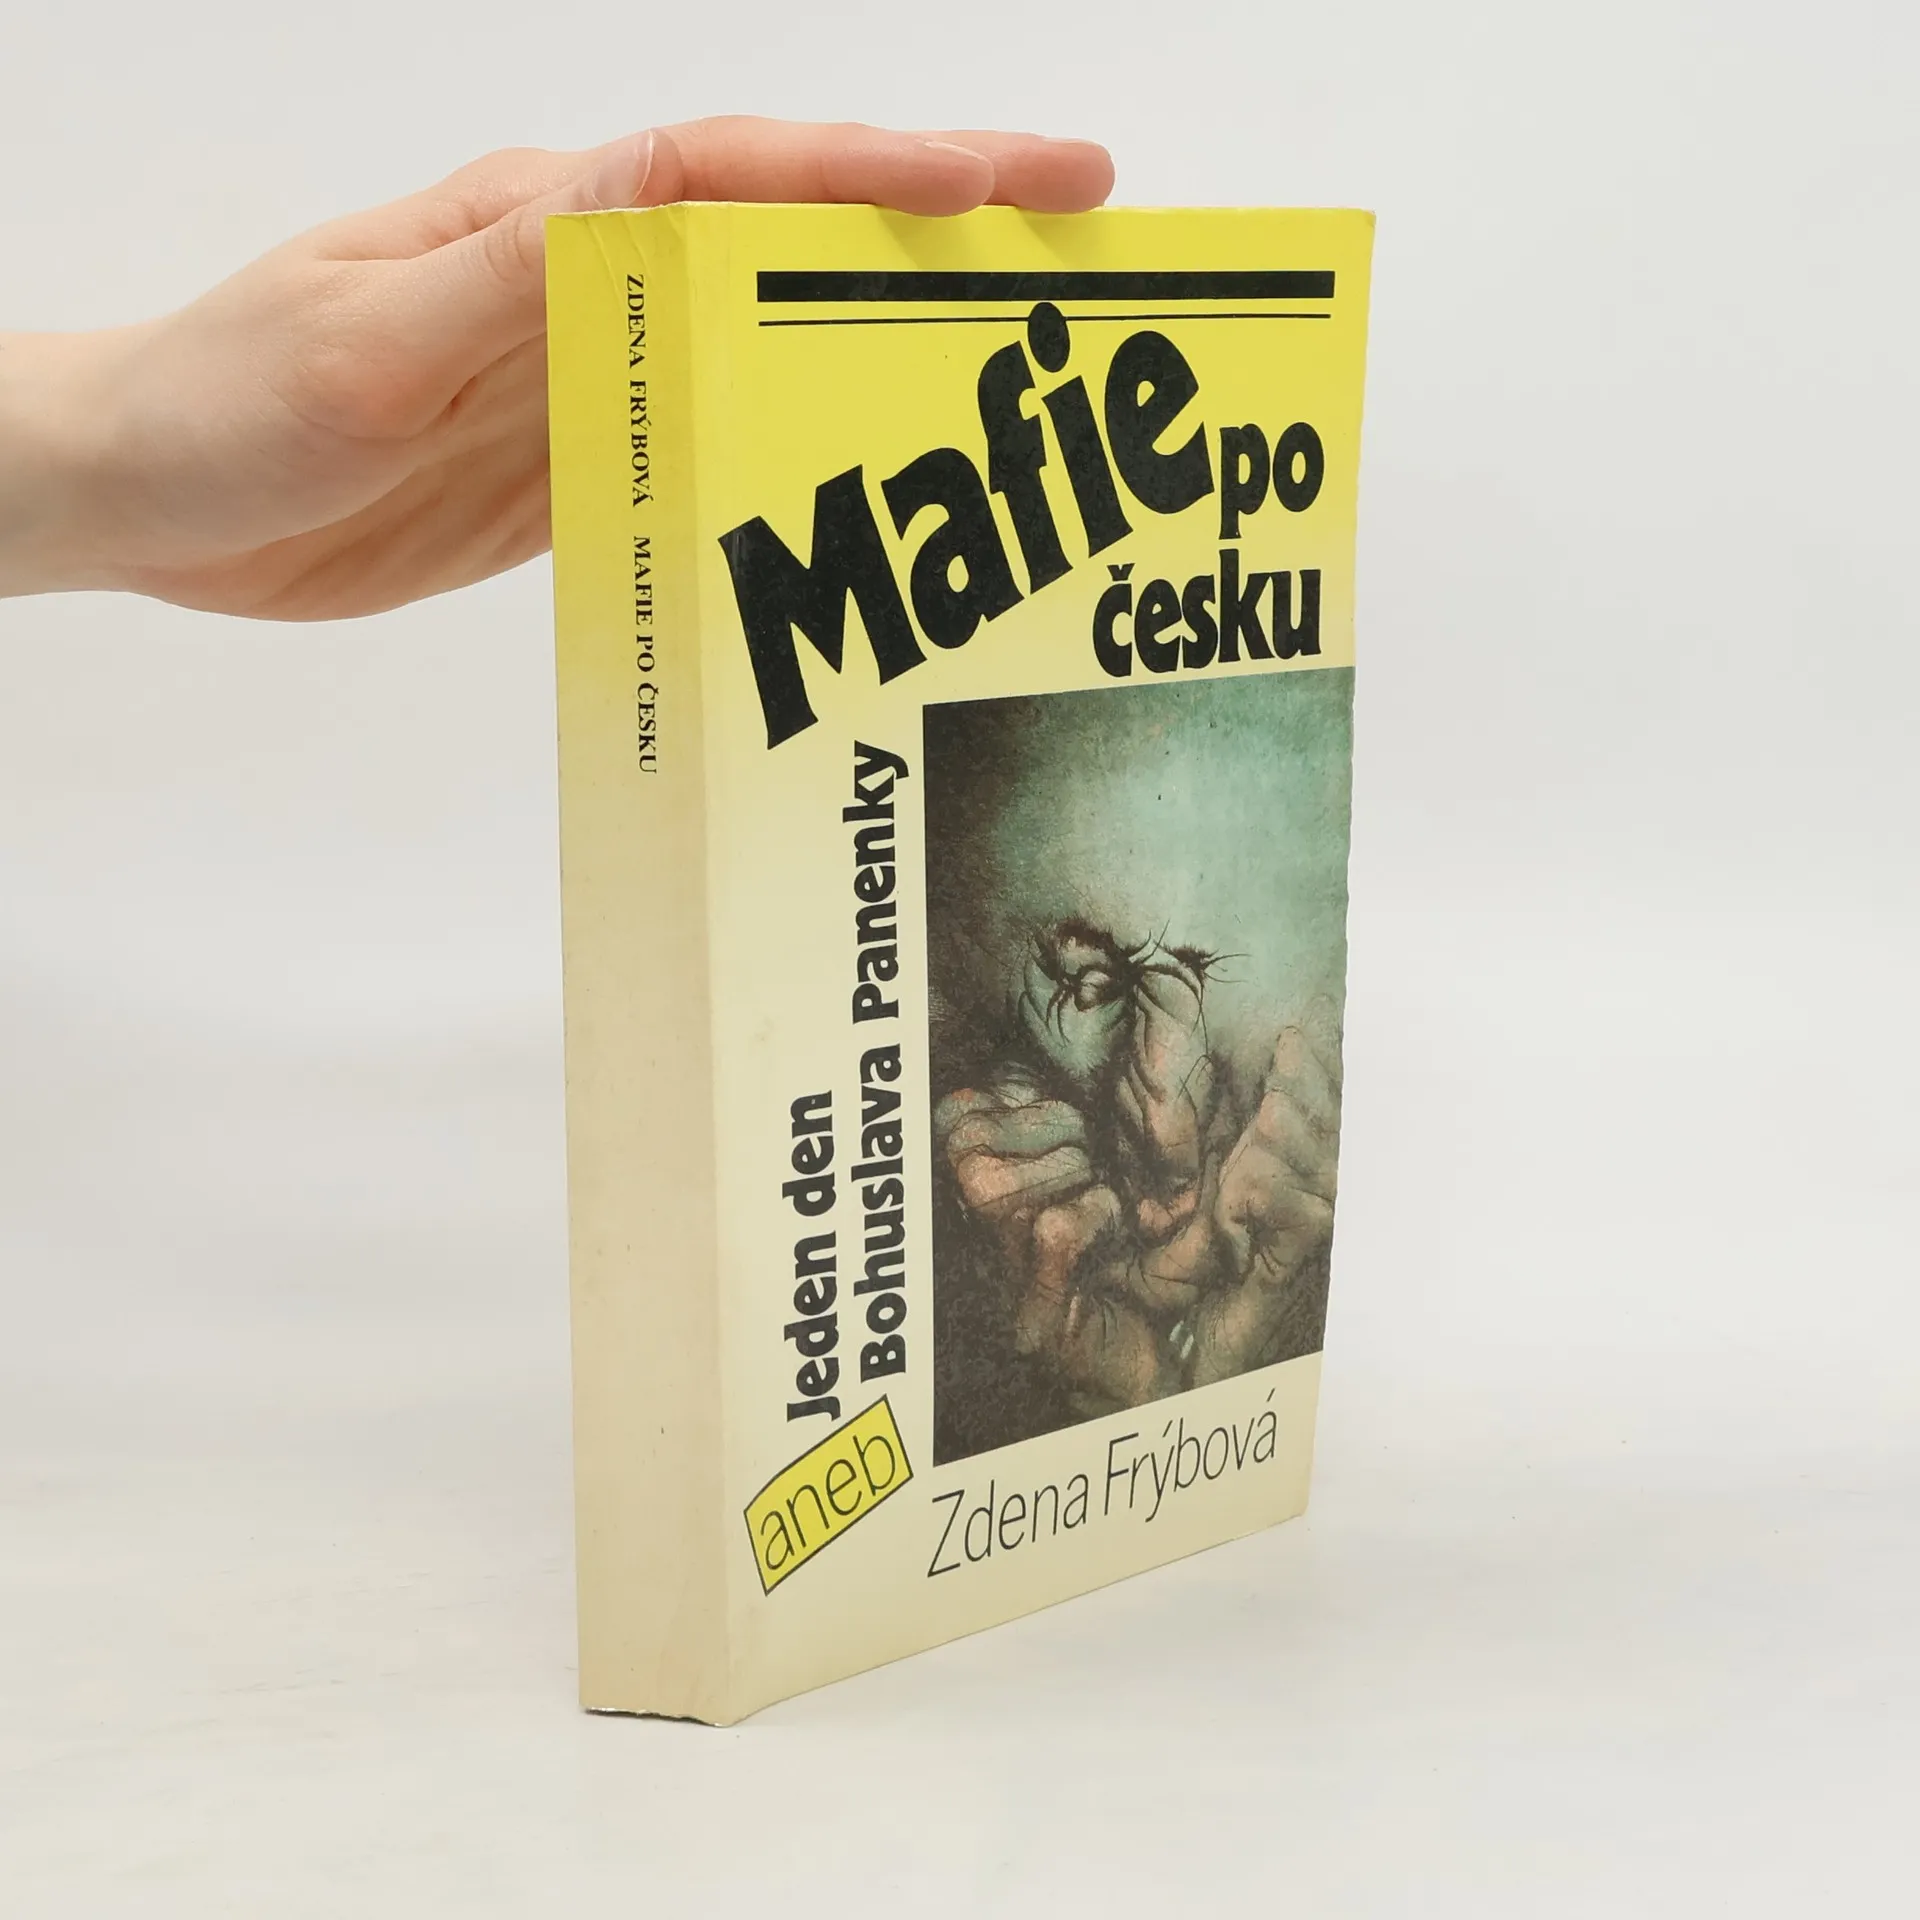 ZDENA FRÝBOVÁ MAFIE PO ČESKU
Mafie po
česku
aneb
Jeden den
Bohuslava Panenky
Zdena Frýbová